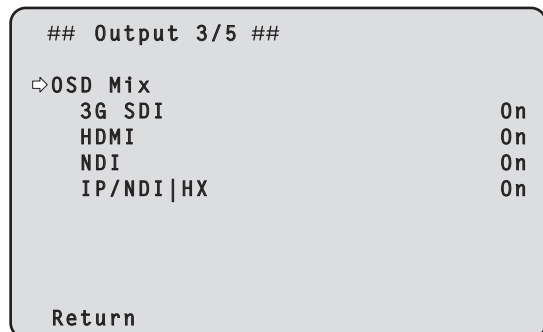 ## Output 3/5 ##
⇨OSD Mix
3G SDI On
HDMI On
NDI On
IP/NDI|HX On
Return